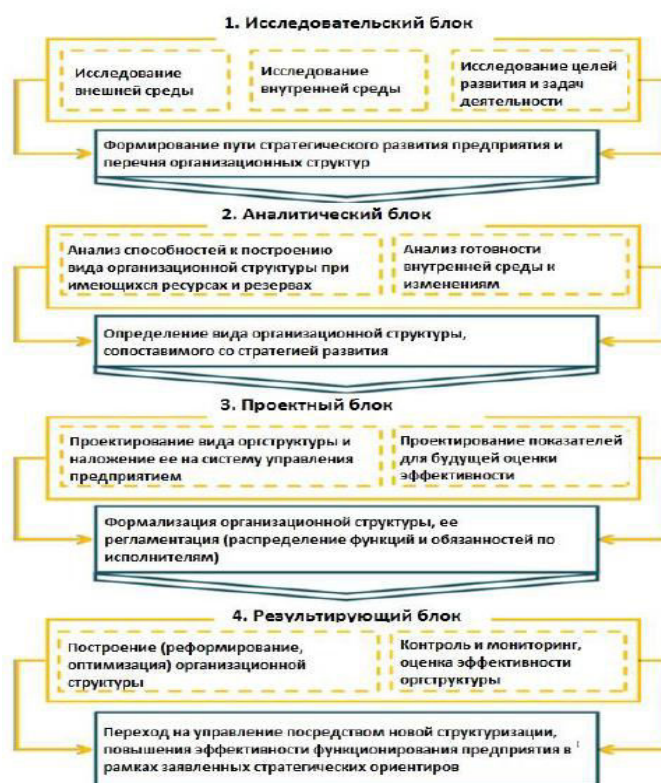 1. Исследовательский блок
Исследование
внешней среды
Исследование
внутренней среды
Исследование целей
развития и задач
деятельности
Формирование пути стратегического развития предприятия и
перечня организационных структур
2. Аналитический блок
Анализ способностей к построению
вида организационной структуры при
имеющихся ресурсах и резервах
Анализ готовности
внутренней среды к
изменениям
Определение вида организационной структуры,
сопоставимого со стратегией развития
3. Проектный блок
Проектирование вида оргструктуры и
наложение ее на систему управления
предприятием
Проектирование показателей
для будущей оценки
эффективности
Формализация организационной структуры, ее
регламентация (распределение функций и обязанностей по
исполнителям)
4. Результирующий блок
Построение (реформирование,
оптимизация) организационной
структуры
Контроль и мониторинг,
оценка эффективности
оргструктуры
Переход на управление посредством новой структуризации,
повышения эффективности функционирования предприятия в
рамках заявленных стратегических ориентиров